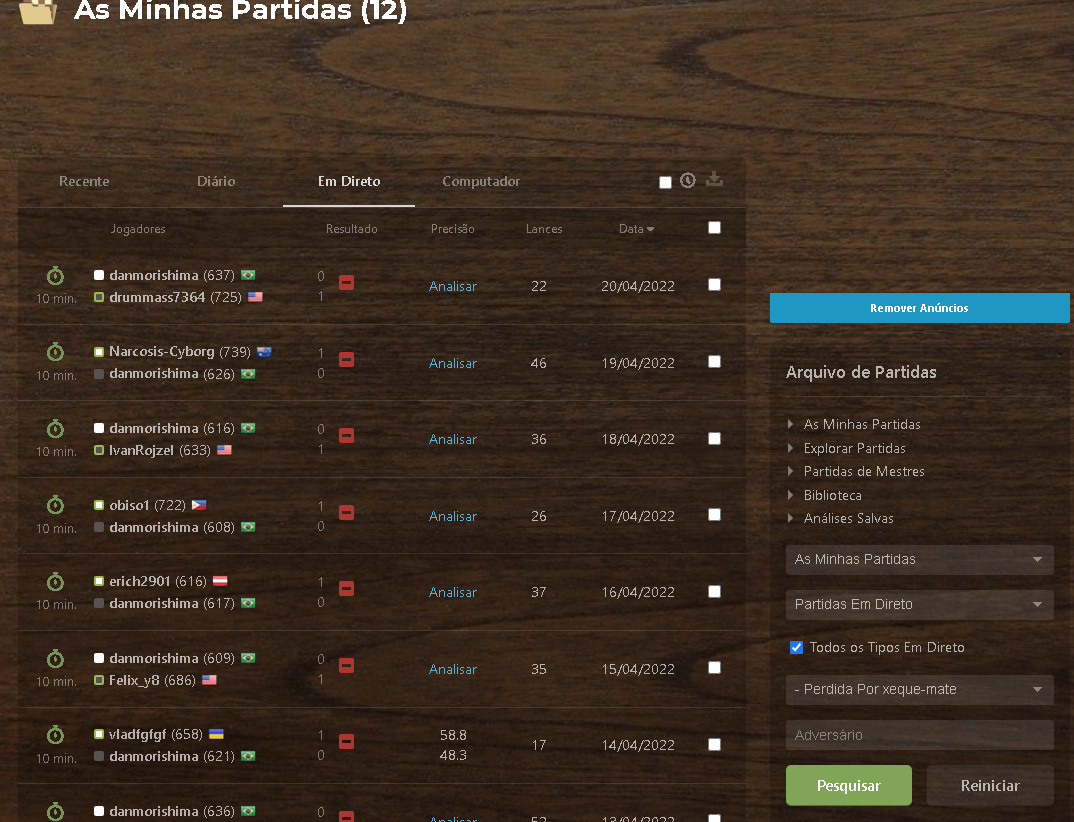 As Minhas Partidas (12)
Recente Diário Em Direto Computador
Jogadores Resultado Precisão Lances Data
danmorishima (637) 0
10 min. drummass7364 (725) 1 Analisar 22 20/04/2022
Narcosis-Cyborg (739) 1
10 min. danmorishima (626) 0 Analisar 46 19/04/2022
danmorishima (616) 0
10 min. IvanRojzel (633) 1 Analisar 36 18/04/2022
obiso1 (722) 1
10 min. danmorishima (608) 0 Analisar 26 17/04/2022
erich2901 (616) 1
10 min. danmorishima (617) 0 Analisar 37 16/04/2022
danmorishima (609) 0
10 min. Felix_y8 (686) 1 Analisar 35 15/04/2022
vladfgfgf (658) 1 58.8
10 min. danmorishima (621) 0 48.3 17 14/04/2022
danmorishima (636) 0
Analisar 52 13/04/2022
Remover Anúncios
Arquivo de Partidas
As Minhas Partidas
Explorar Partidas
Partidas de Mestres
Biblioteca
Análises Salvas
As Minhas Partidas
Partidas Em Direto
Todos os Tipos Em Direto
- Perdida Por xeque-mate
Adversário
Pesquisar Reiniciar